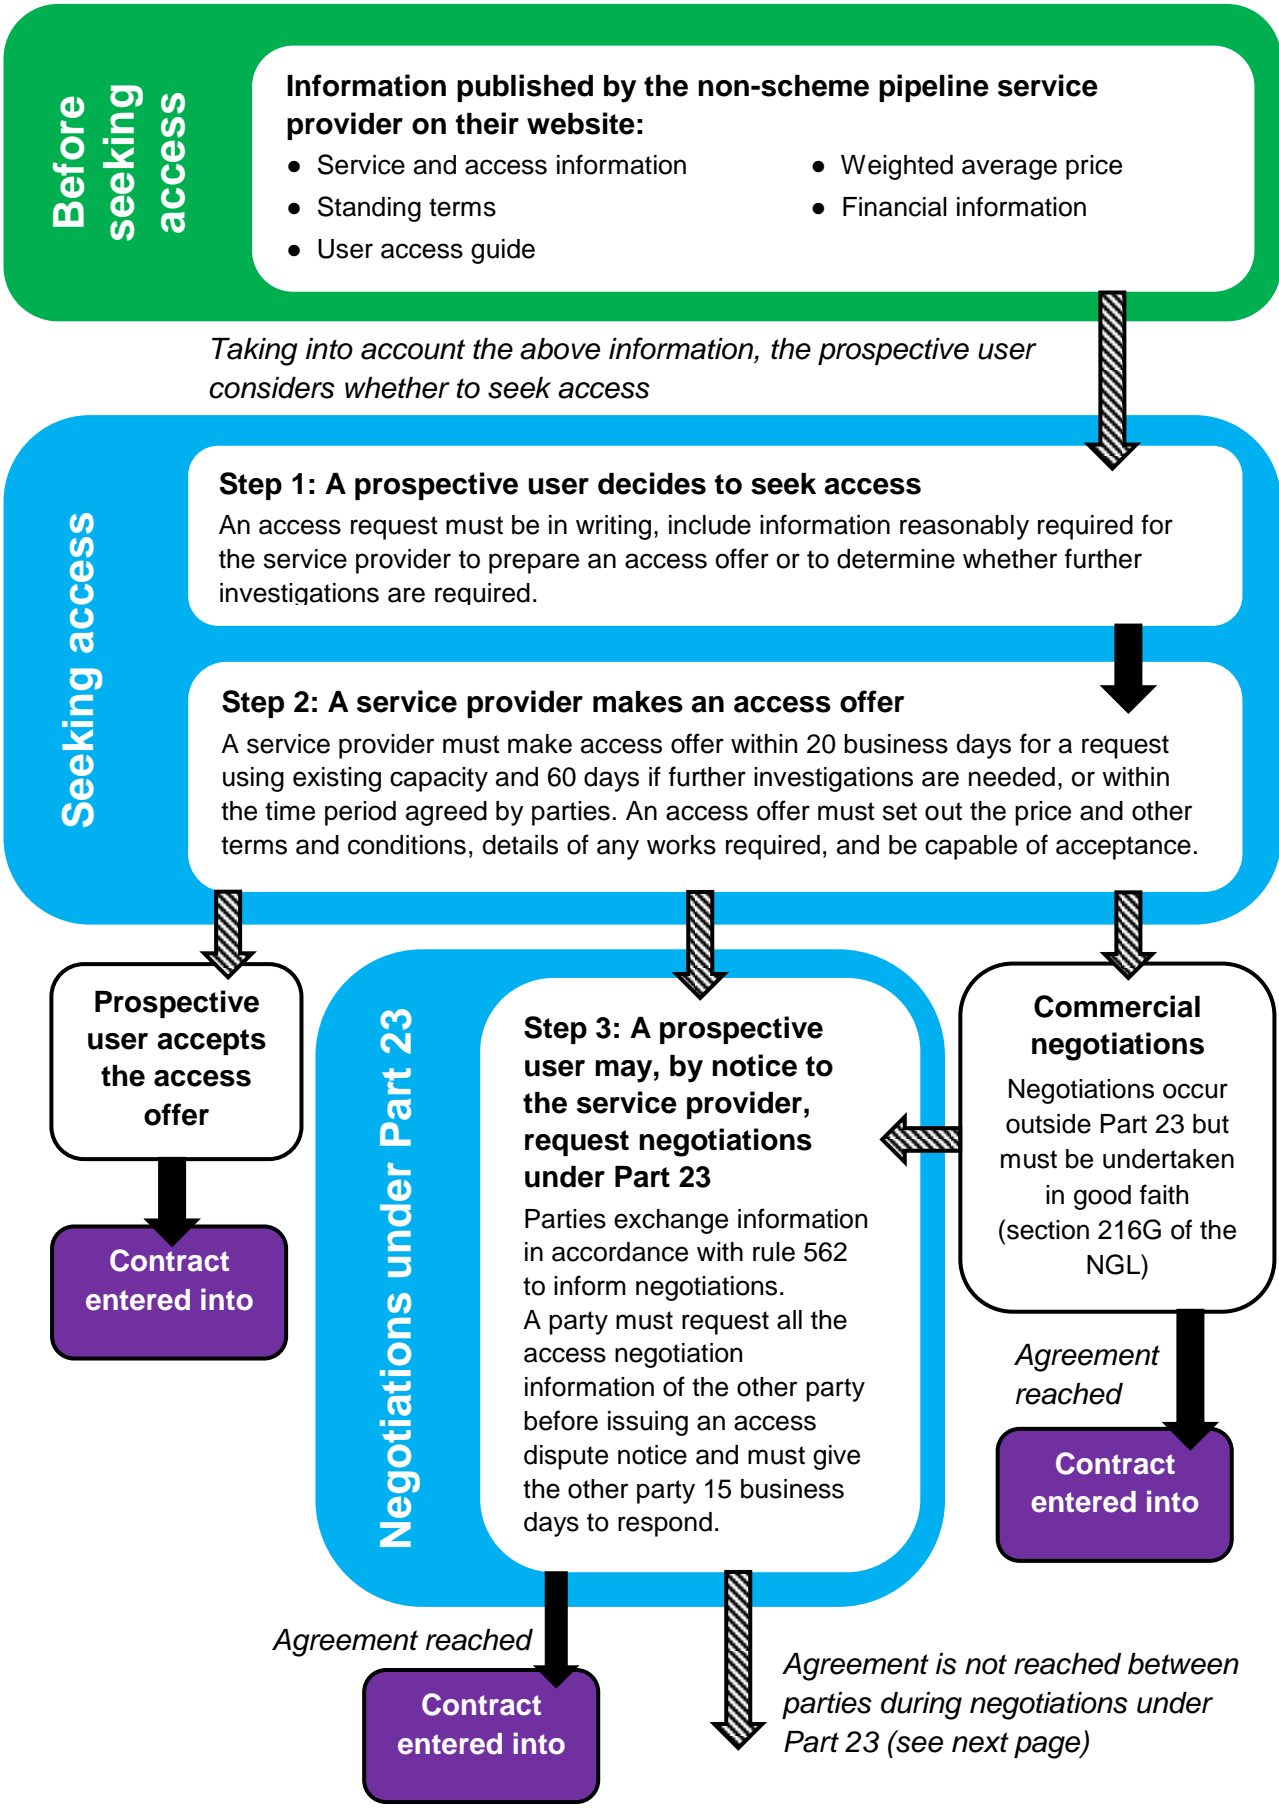 Before
seeking
access
Information published by the non-scheme pipeline service
provider on their website:
● Service and access information
● Standing terms
● User access guide
● Weighted average price
● Financial information
Taking into account the above information, the prospective user
considers whether to seek access
Seeking access
Step 1: A prospective user decides to seek access
An access request must be in writing, include information reasonably required for
the service provider to prepare an access offer or to determine whether further
investigations are required.
Step 2: A service provider makes an access offer
A service provider must make access offer within 20 business days for a request
using existing capacity and 60 days if further investigations are needed, or within
the time period agreed by parties. An access offer must set out the price and other
terms and conditions, details of any works required, and be capable of acceptance.
Prospective
user accepts
the access
offer
Contract
entered into
Negotiations under Part 23
Step 3: A prospective
user may, by notice to
the service provider,
request negotiations
under Part 23
Parties exchange information
in accordance with rule 562
to inform negotiations.
A party must request all the
access negotiation
information of the other party
before issuing an access
dispute notice and must give
the other party 15 business
days to respond.
Commercial
negotiations
Negotiations occur
outside Part 23 but
must be undertaken
in good faith
(section 216G of the
NGL)
Agreement
reached
Contract
entered into
Agreement reached
Contract
entered into
Agreement is not reached between
parties during negotiations under
Part 23 (see next page)